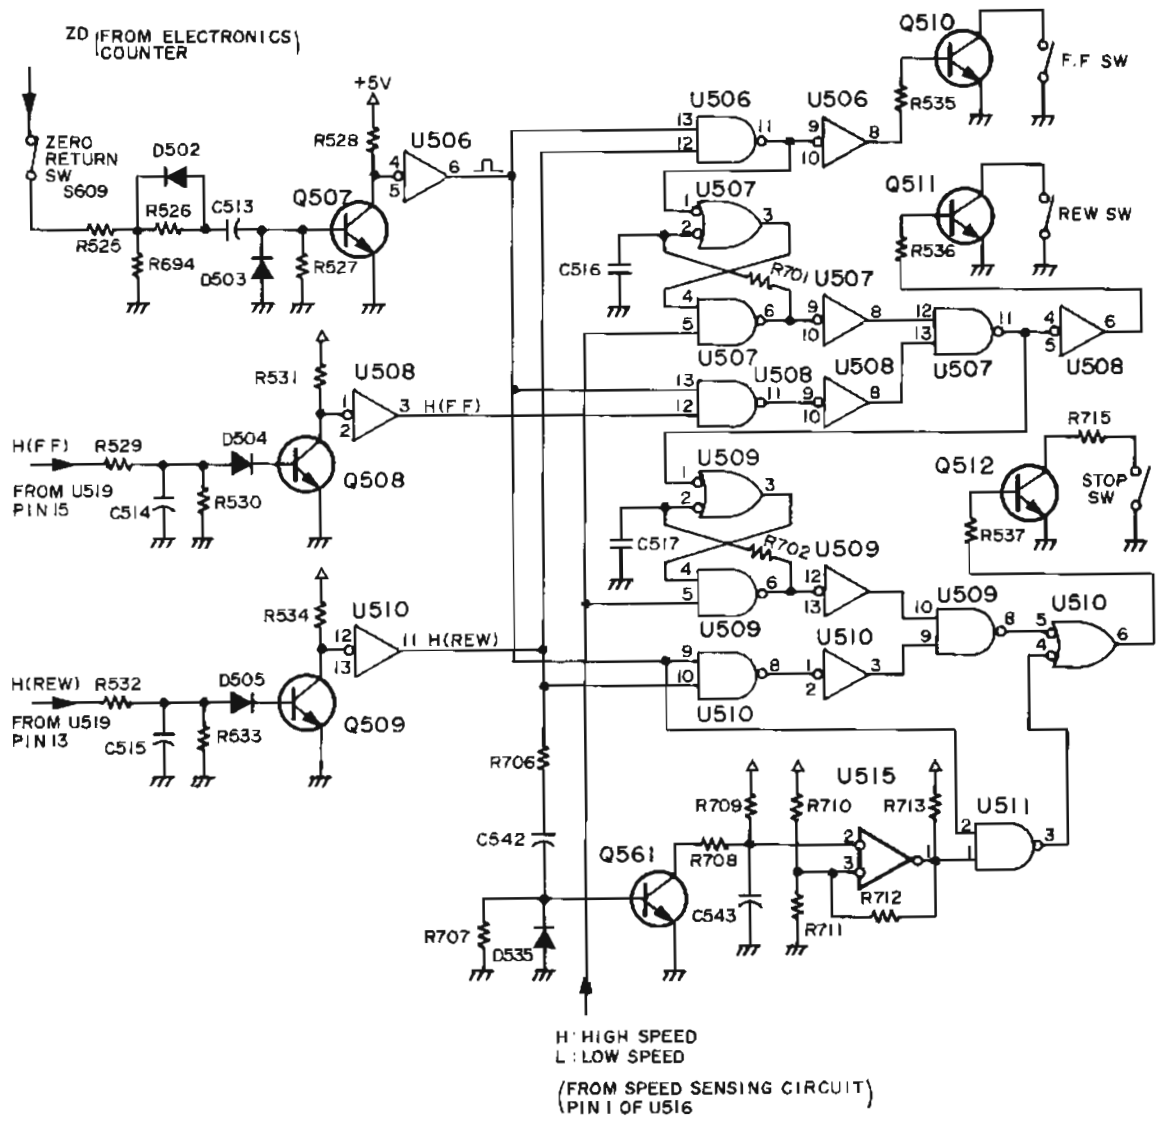 ZD (FROM ELECTRONICS COUNTER)
ZERO
RETURN
SW
S609
D502
R526
R525
R694
C513
D503
R527
Q507
+5V
R528
4
5
U506
6
U506
13
12
11
U506
9
10
8
R535
Q510
F.F SW
U507
1
2
3
C516
R701
4
5
6
U507
U507
9
10
8
Q511
R536
REW SW
12
13
11
U507
4
5
6
U508
13
12
U508
11
U508
9
10
8
R531
U508
1
2
3
H(FF)
H(FF)
FROM U519
PIN15
R529
C514
R530
D504
Q508
U509
1
2
3
C517
R702
4
5
6
U509
U509
12
13
Q512
R537
R715
STOP
SW
R534
U510
12
13
11
H(REW)
H(REW)
FROM U519
PIN13
R532
C515
R633
D505
Q509
9
10
8
U510
U510
1
2
3
U509
10
9
8
U510
5
4
6
R706
C542
R707
D535
Q561
R708
R709
C543
R710
R711
U515
2
3
1
R712
R713
U511
2
1
3
H:HIGH SPEED
L:LOW SPEED
(FROM SPEED SENSING CIRCUIT)
PIN 1 OF U516